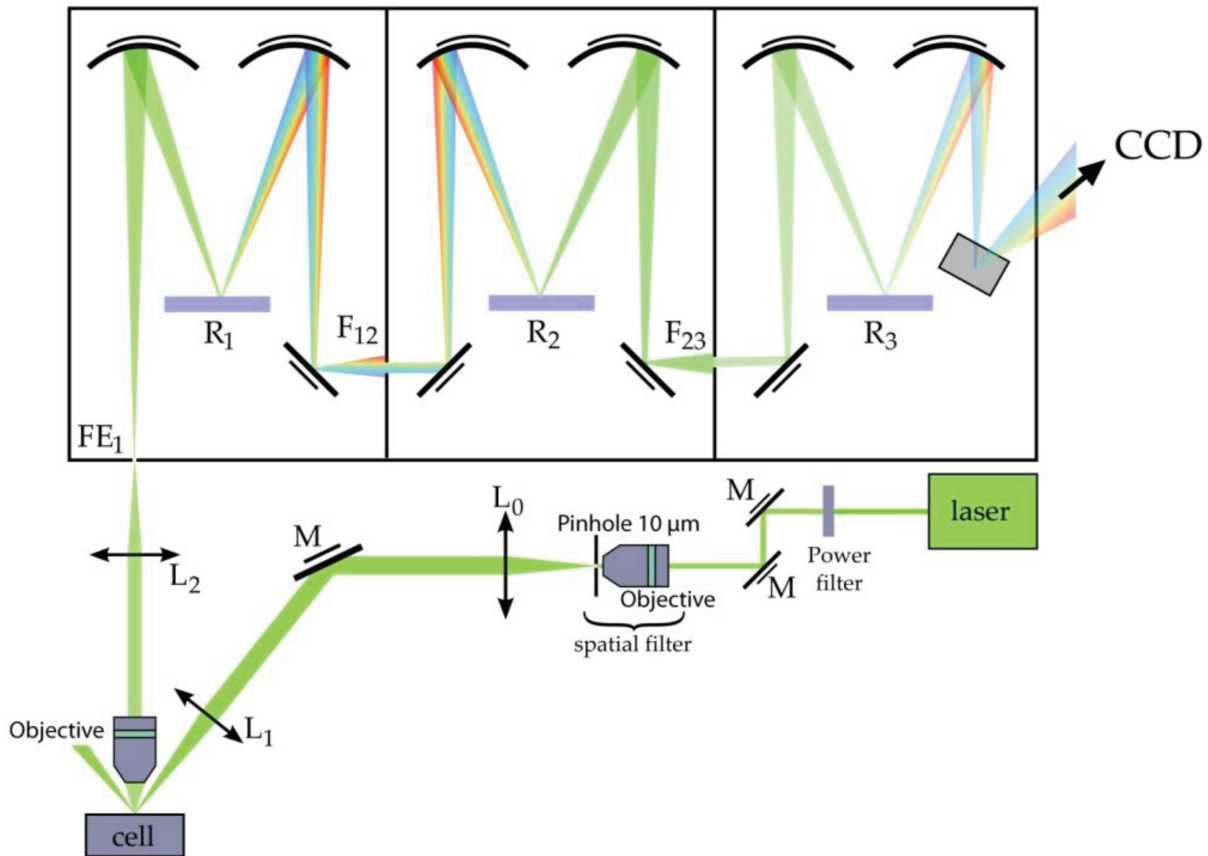 CCD
R1
F12
R2
F23
R3
FE1
laser
M
Power
filter
M
L0
Pinhole 10 μm
Objective
spatial filter
M
L2
L1
Objective
cell